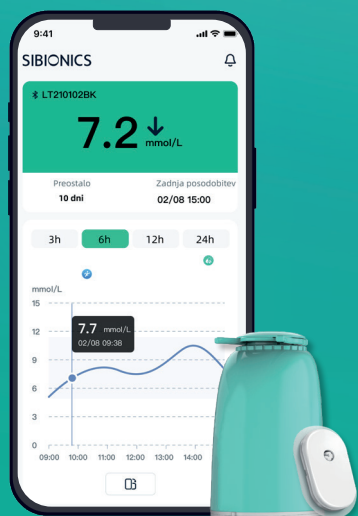 9:41
SIBIONICS
LT210102BK
7.2 mmol/L
Preostalo Zadnja posodobitev
10 dni 02/08 15:00
3h 6h 12h 24h
mmol/L
15
12
7.7 mmol/L
02/08 09:38
9
6
3
0
09:00 10:00 11:00 12:00 13:00 14:00